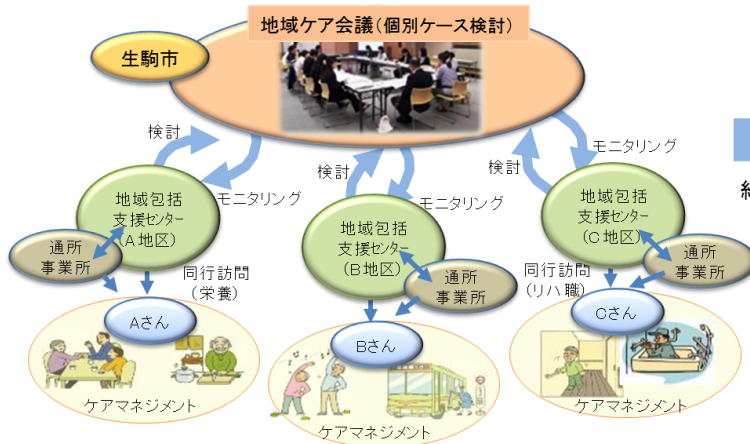 地域ケア会議（個別ケース検討）
生駒市
検討
モニタリング
検討
モニタリング
検討
モニタリング
地域包括
支援センター
（A地区）
通所
事業所
同行訪問
（栄養）
Aさん
ケアマネジメント
地域包括
支援センター
（B地区）
通所
事業所
Bさん
ケアマネジメント
地域包括
支援センター
（C地区）
通所
事業所
同行訪問
（リハ職）
Cさん
ケアマネジメント